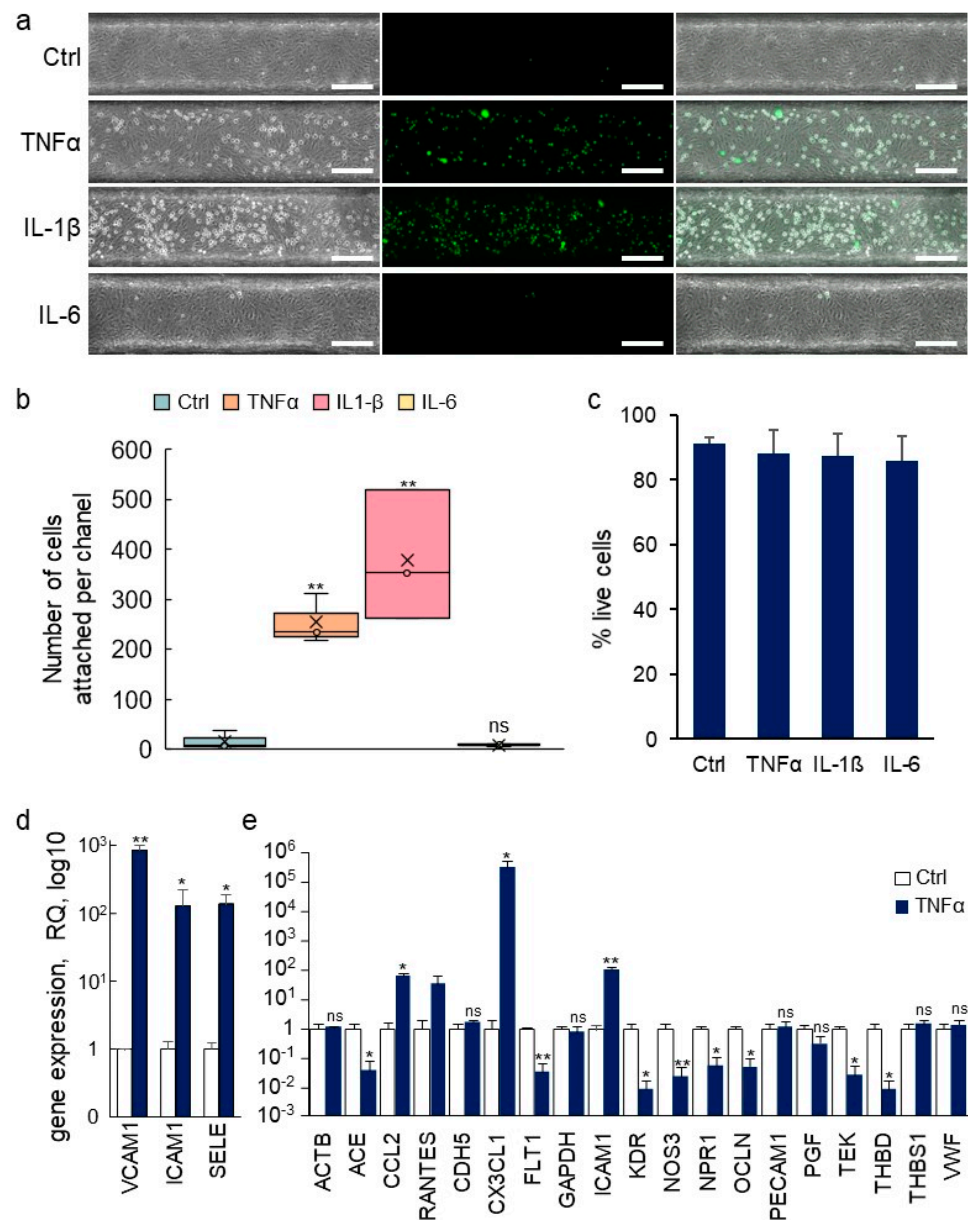 a
Ctrl
TNFα
IL-1β
IL-6
b
Ctrl TNFα IL1-β IL-6
Number of cells
attached per chanel
600
500
400
300
200
100
0
**
**
ns
c
% live cells
100
80
60
40
20
0
Ctrl TNFα IL-1ß IL-6
d
gene expression, RQ, log10
10³
10²
10¹
1
0
** * *
VCAM1 ICAM1 SELE
e
Ctrl
TNFα
10⁶
10⁵
10⁴
10³
10²
10¹
1
10⁻¹
10⁻²
10⁻³
ns * * ns * ** ns ** * ** * * ns ns * * ns ns
ACTB ACE CCL2 RANTES CDH5 CX3CL1 FLT1 GAPDH ICAM1 KDR NOS3 NPR1 OCLN PECAM1 PGF TEK THBD THBS1 VWF